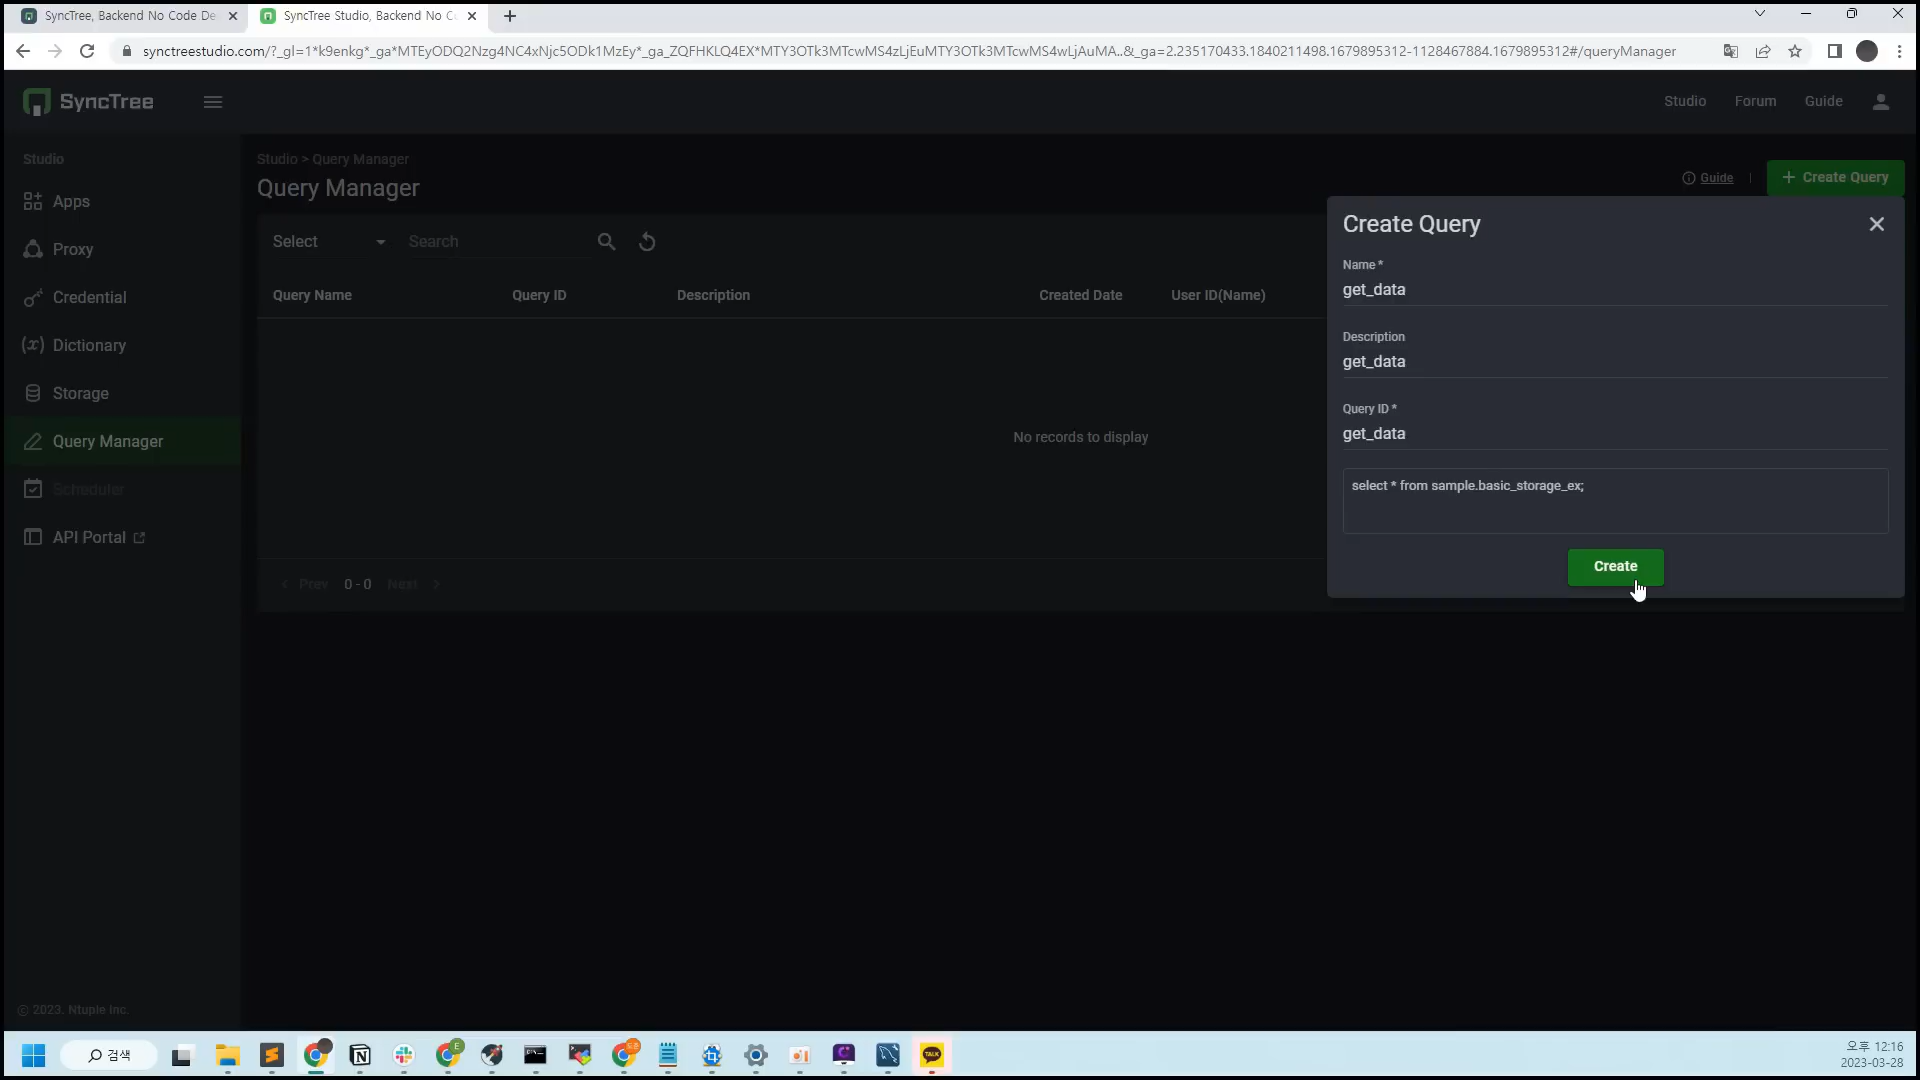 SyncTree, Backend No Code De
SyncTree Studio, Backend No C
synctreestudio.com/?_gl=1*k9enkg*_ga*MTEyODQ2Nzg4NC4xNjc5ODk1MzEy*_ga_ZQFHKLQ4EX*MTY3OTk3MTcwMS4zLjEuMTY3OTk3MTcwMS4wLjAuMA..&_ga=2.235170433.1840211498.1679895312-1128467884.1679895312#/queryManager
SyncTree
Studio
Forum
Guide
Studio
Apps
Proxy
Credential
Dictionary
Storage
Query Manager
Scheduler
API Portal
Studio > Query Manager
Query Manager
Guide
Create Query
Select
Search
Query Name
Query ID
Description
Created Date
User ID(Name)
No records to display
Prev
0 - 0
Next
Create Query
Name *
get_data
Description
get_data
Query ID *
get_data
select * from sample.basic_storage_ex;
Create
© 2023. Ntuple Inc.
검색
TALK
오후 12:16
2023-03-28